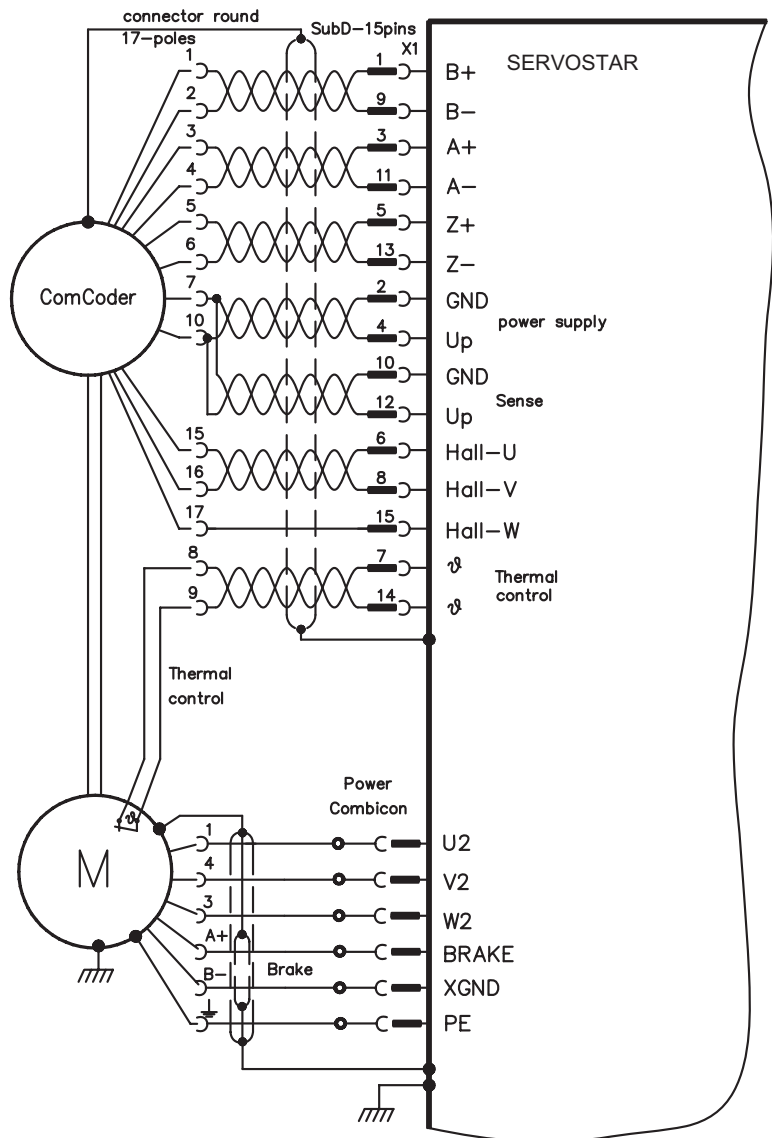 connector round
17-poles
SubD-15pins
X1
SERVOSTAR
1 1 B+
2 9 B-
3 3 A+
4 11 A-
5 5 Z+
6 13 Z-
ComCoder
7 2 GND
power supply
10 4 Up
10 GND
Sense
12 Up
15 6 Hall-U
16 8 Hall-V
17 15 Hall-W
8 7 ϑ
Thermal
control
9 14 ϑ
Thermal
control
Power
Combicon
ϑ
M
1 U2
4 V2
3 W2
A+ BRAKE
B- Brake XGND
PE